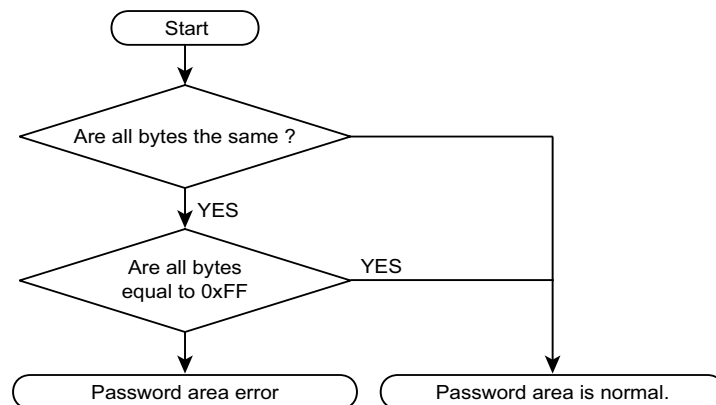 Start
Are all bytes the same ?
YES
Are all bytes
equal to 0xFF
YES
Password area error
Password area is normal.